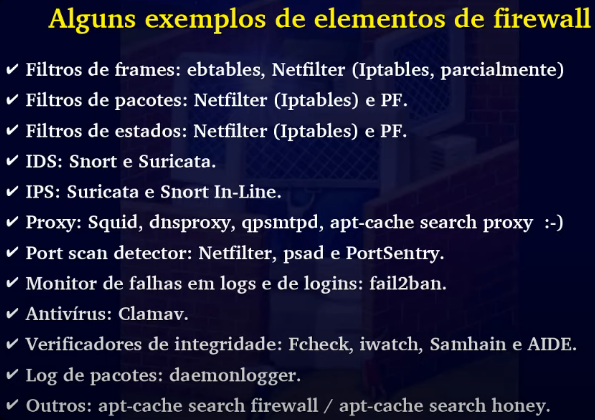 Alguns exemplos de elementos de firewall
✔ Filtros de frames: ebtables, Netfilter (Iptables, parcialmente)
✔ Filtros de pacotes: Netfilter (Iptables) e PF.
✔ Filtros de estados: Netfilter (Iptables) e PF.
✔ IDS: Snort e Suricata.
✔ IPS: Suricata e Snort In-Line.
✔ Proxy: Squid, dnsproxy, qpsmtpd, apt-cache search proxy :-)
✔ Port scan detector: Netfilter, psad e PortSentry.
✔ Monitor de falhas em logs e de logins: fail2ban.
✔ Antivírus: Clamav.
✔ Verificadores de integridade: Fcheck, iwatch, Samhain e AIDE.
✔ Log de pacotes: daemonlogger.
✔ Outros: apt-cache search firewall / apt-cache search honey.